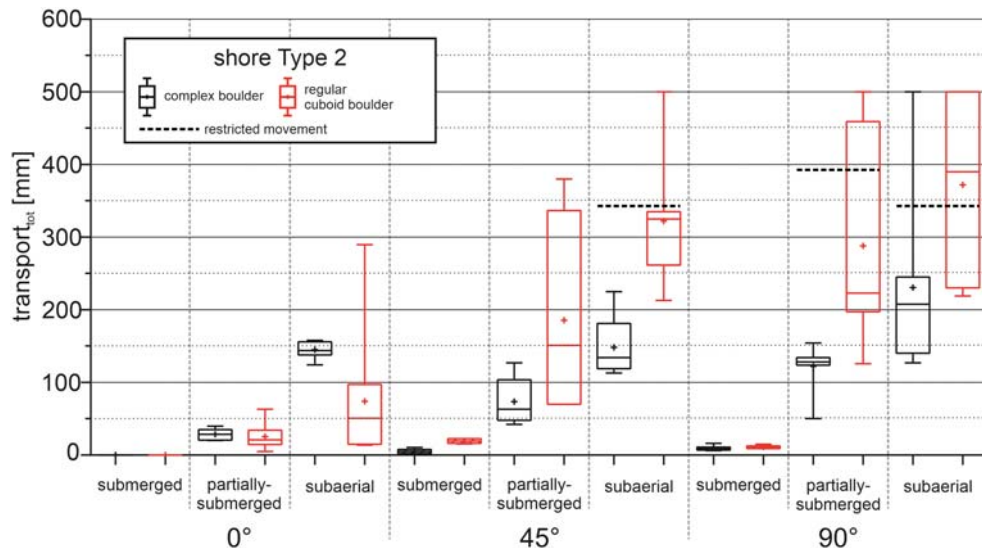 600
500
400
300
200
100
0
transport_tot [mm]
shore Type 2
complex boulder
regular
cuboid boulder
restricted movement
submerged
partially-
submerged
subaerial
submerged
partially-
submerged
subaerial
submerged
partially-
submerged
subaerial
0°
45°
90°